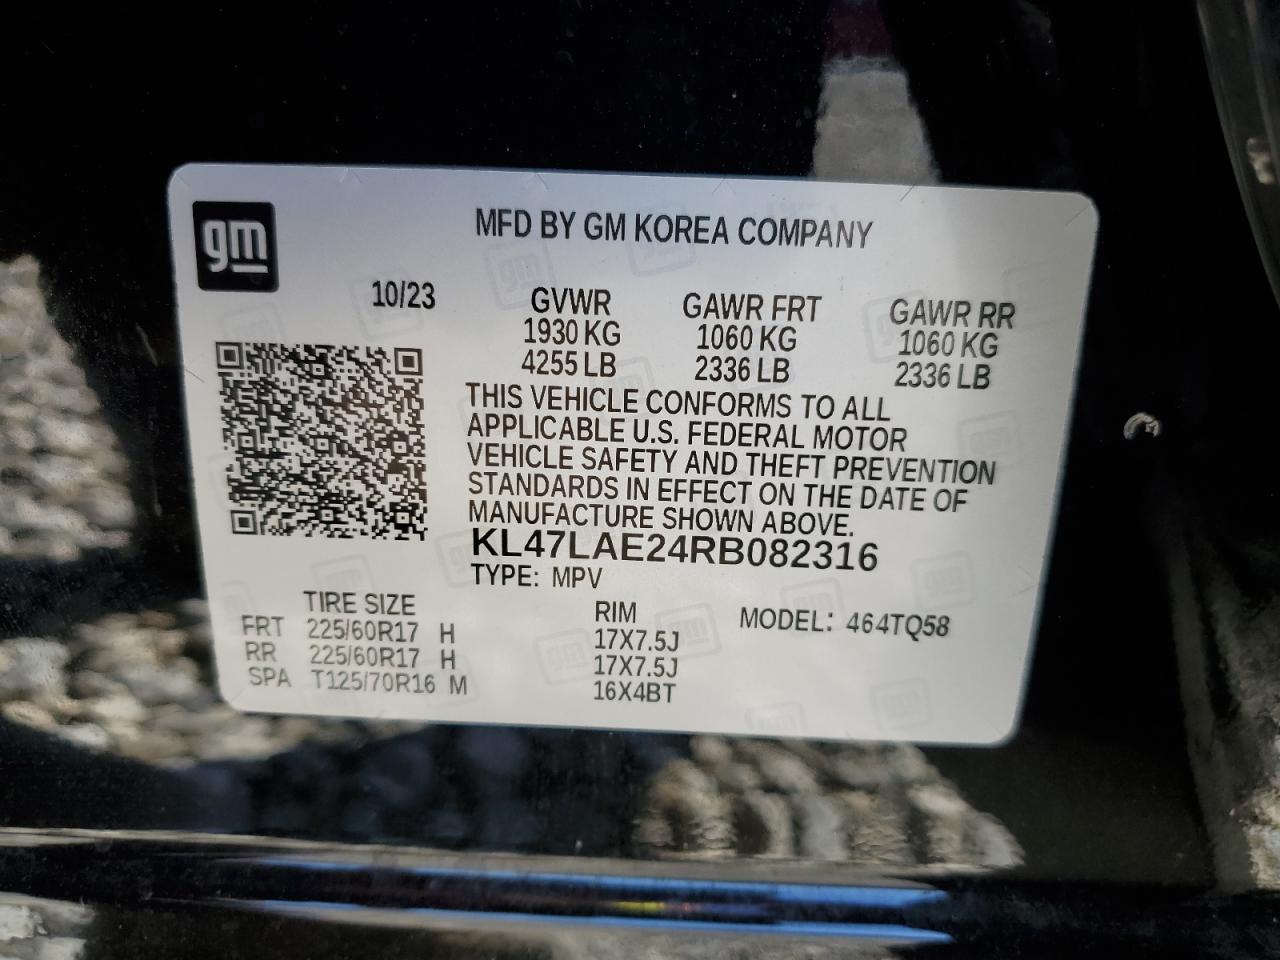 gm
MFD BY GM KOREA COMPANY
10/23
GVWR GAWR FRT GAWR RR
1930 KG 1060 KG 1060 KG
4255 LB 2336 LB 2336 LB
THIS VEHICLE CONFORMS TO ALL
APPLICABLE U.S. FEDERAL MOTOR
VEHICLE SAFETY AND THEFT PREVENTION
STANDARDS IN EFFECT ON THE DATE OF
MANUFACTURE SHOWN ABOVE.
KL47LAE24RB082316
TYPE: MPV
TIRE SIZE RIM MODEL: 464TQ58
FRT 225/60R17 H 17X7.5J
RR 225/60R17 H 17X7.5J
SPA T125/70R16 M 16X4BT